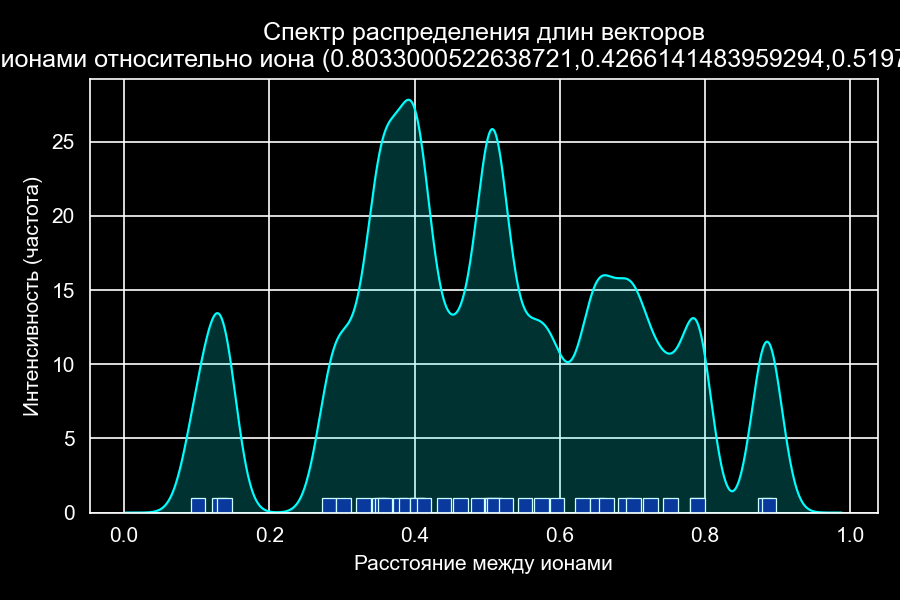 Спектр распределения длин векторов
ионами относительно иона (0.8033000522638721,0.4266141483959294,0.5197
Интенсивность (частота)
25
20
15
10
5
0
0.0 0.2 0.4 0.6 0.8 1.0
Расстояние между ионами